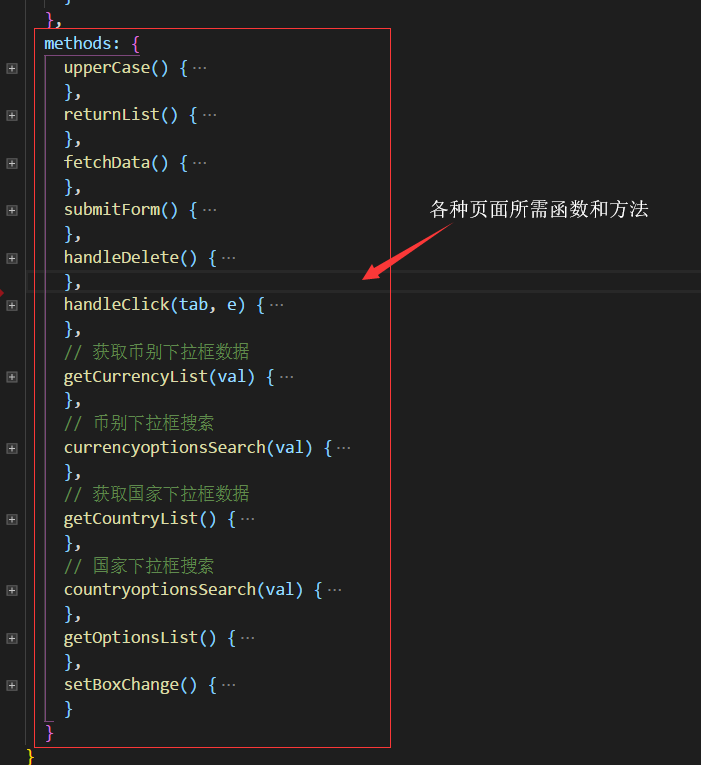 },
methods: {
upperCase() { ···
},
returnList() { ···
},
fetchData() { ···
},
submitForm() { ···
},
各种页面所需函数和方法
handleDelete() { ···
},
handleClick(tab, e) { ···
},
// 获取币别下拉框数据
getCurrencyList(val) { ···
},
// 币别下拉框搜索
currencyoptionsSearch(val) { ···
},
// 获取国家下拉框数据
getCountryList() { ···
},
// 国家下拉框搜索
countryoptionsSearch(val) { ···
},
getOptionsList() { ···
},
setBoxChange() { ···
}
}
}